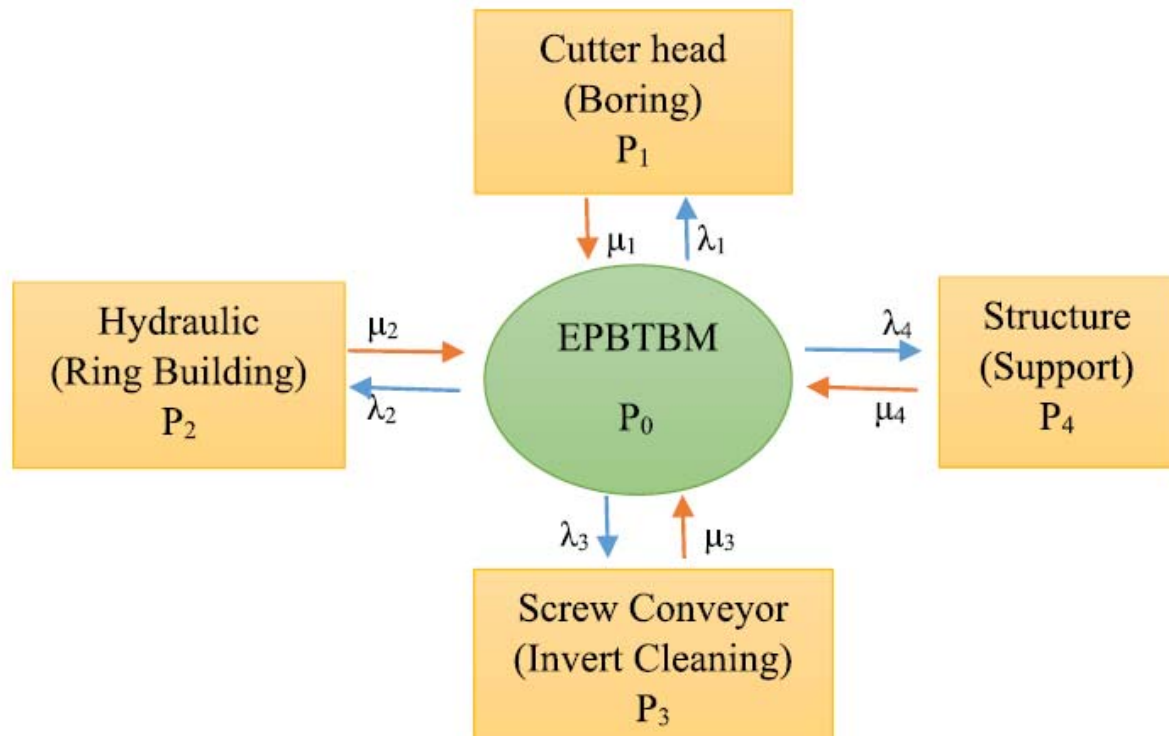 Cutter head
(Boring)
P₁
μ₁
λ₁
Hydraulic
(Ring Building)
P₂
μ₂
λ₂
EPBTBM
P₀
λ₄
μ₄
Structure
(Support)
P₄
λ₃
μ₃
Screw Conveyor
(Invert Cleaning)
P₃